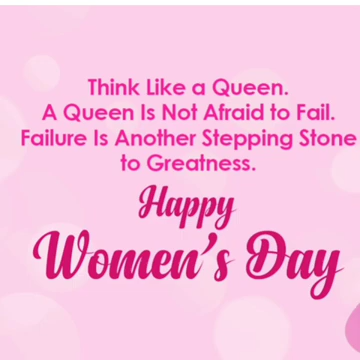 Think Like a Queen.
A Queen Is Not Afraid to Fail.
Failure Is Another Stepping Stone
to Greatness.
Happy
Women's Day